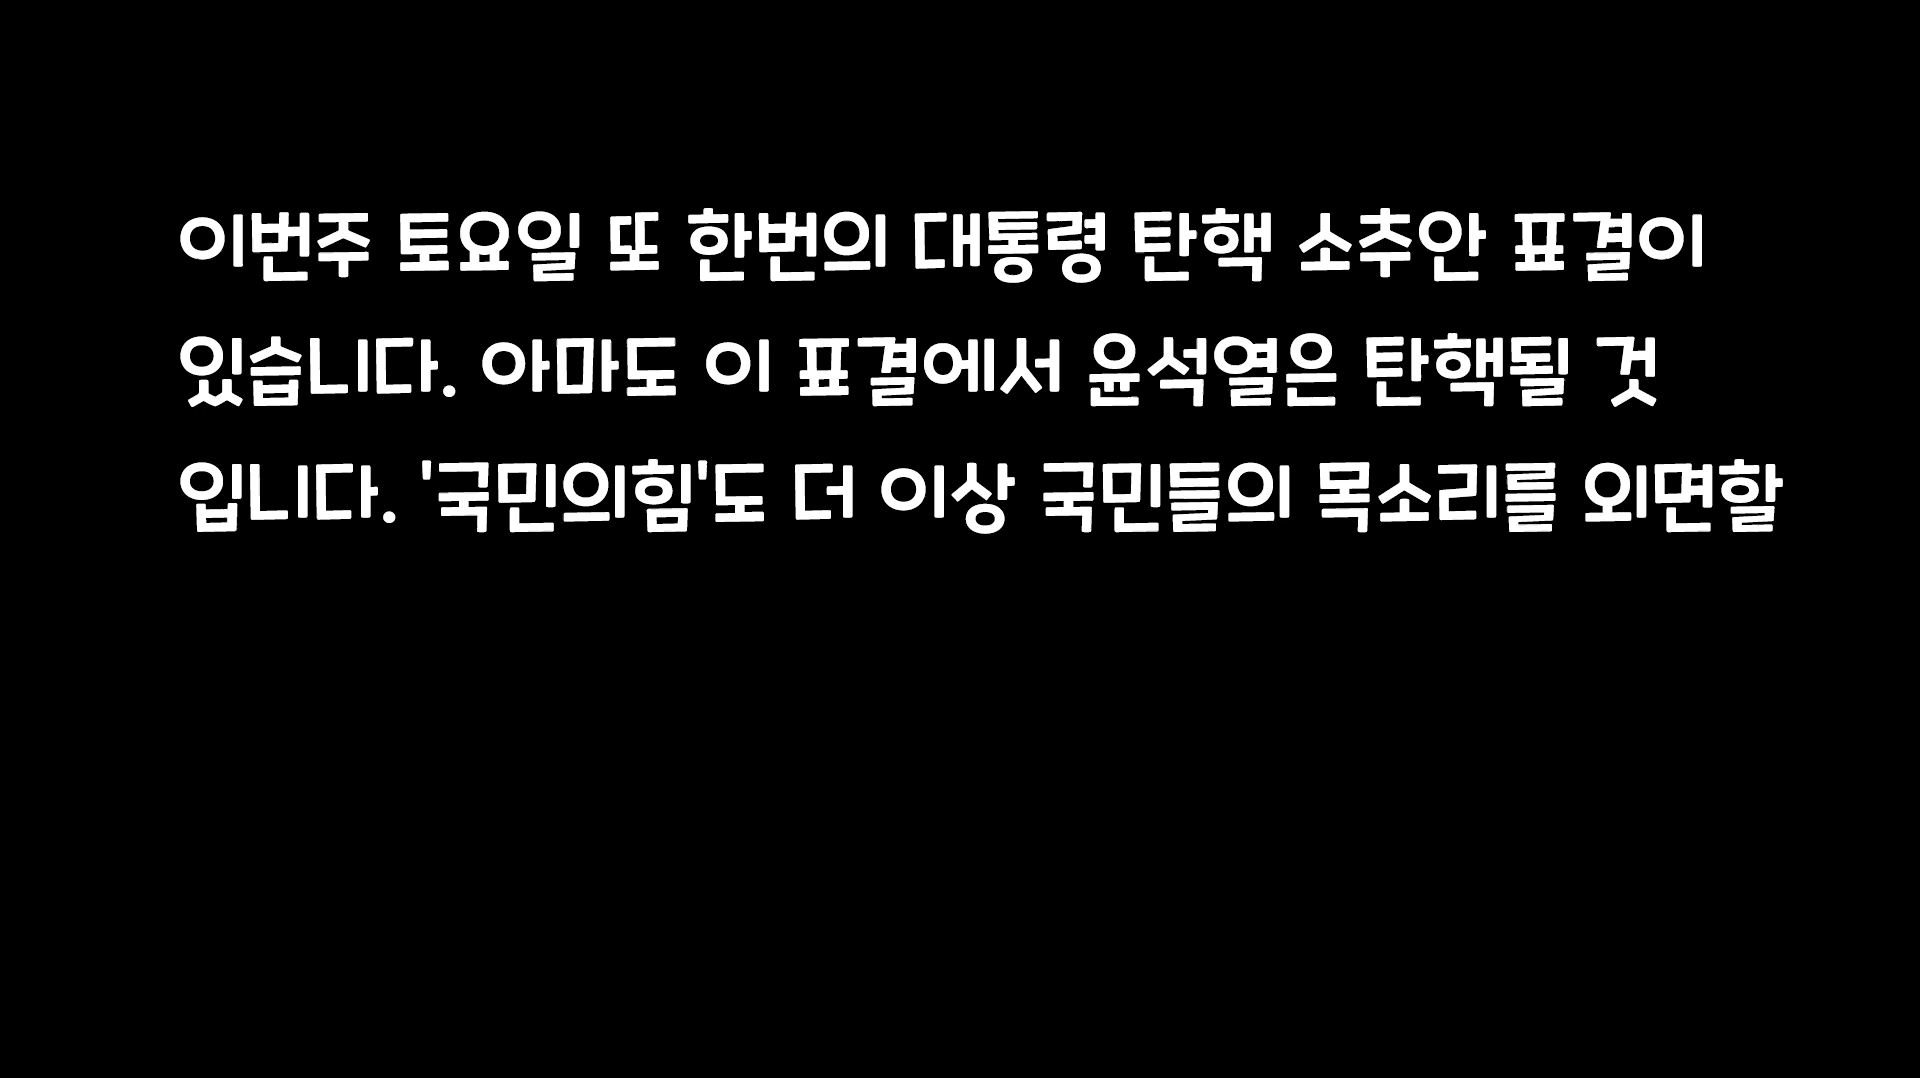 이번주 토요일 또 한번의 대통령 탄핵 소추안 표결이
있습니다. 아마도 이 표결에서 윤석열은 탄핵될 것
입니다. '국민의힘'도 더 이상 국민들의 목소리를 외면할